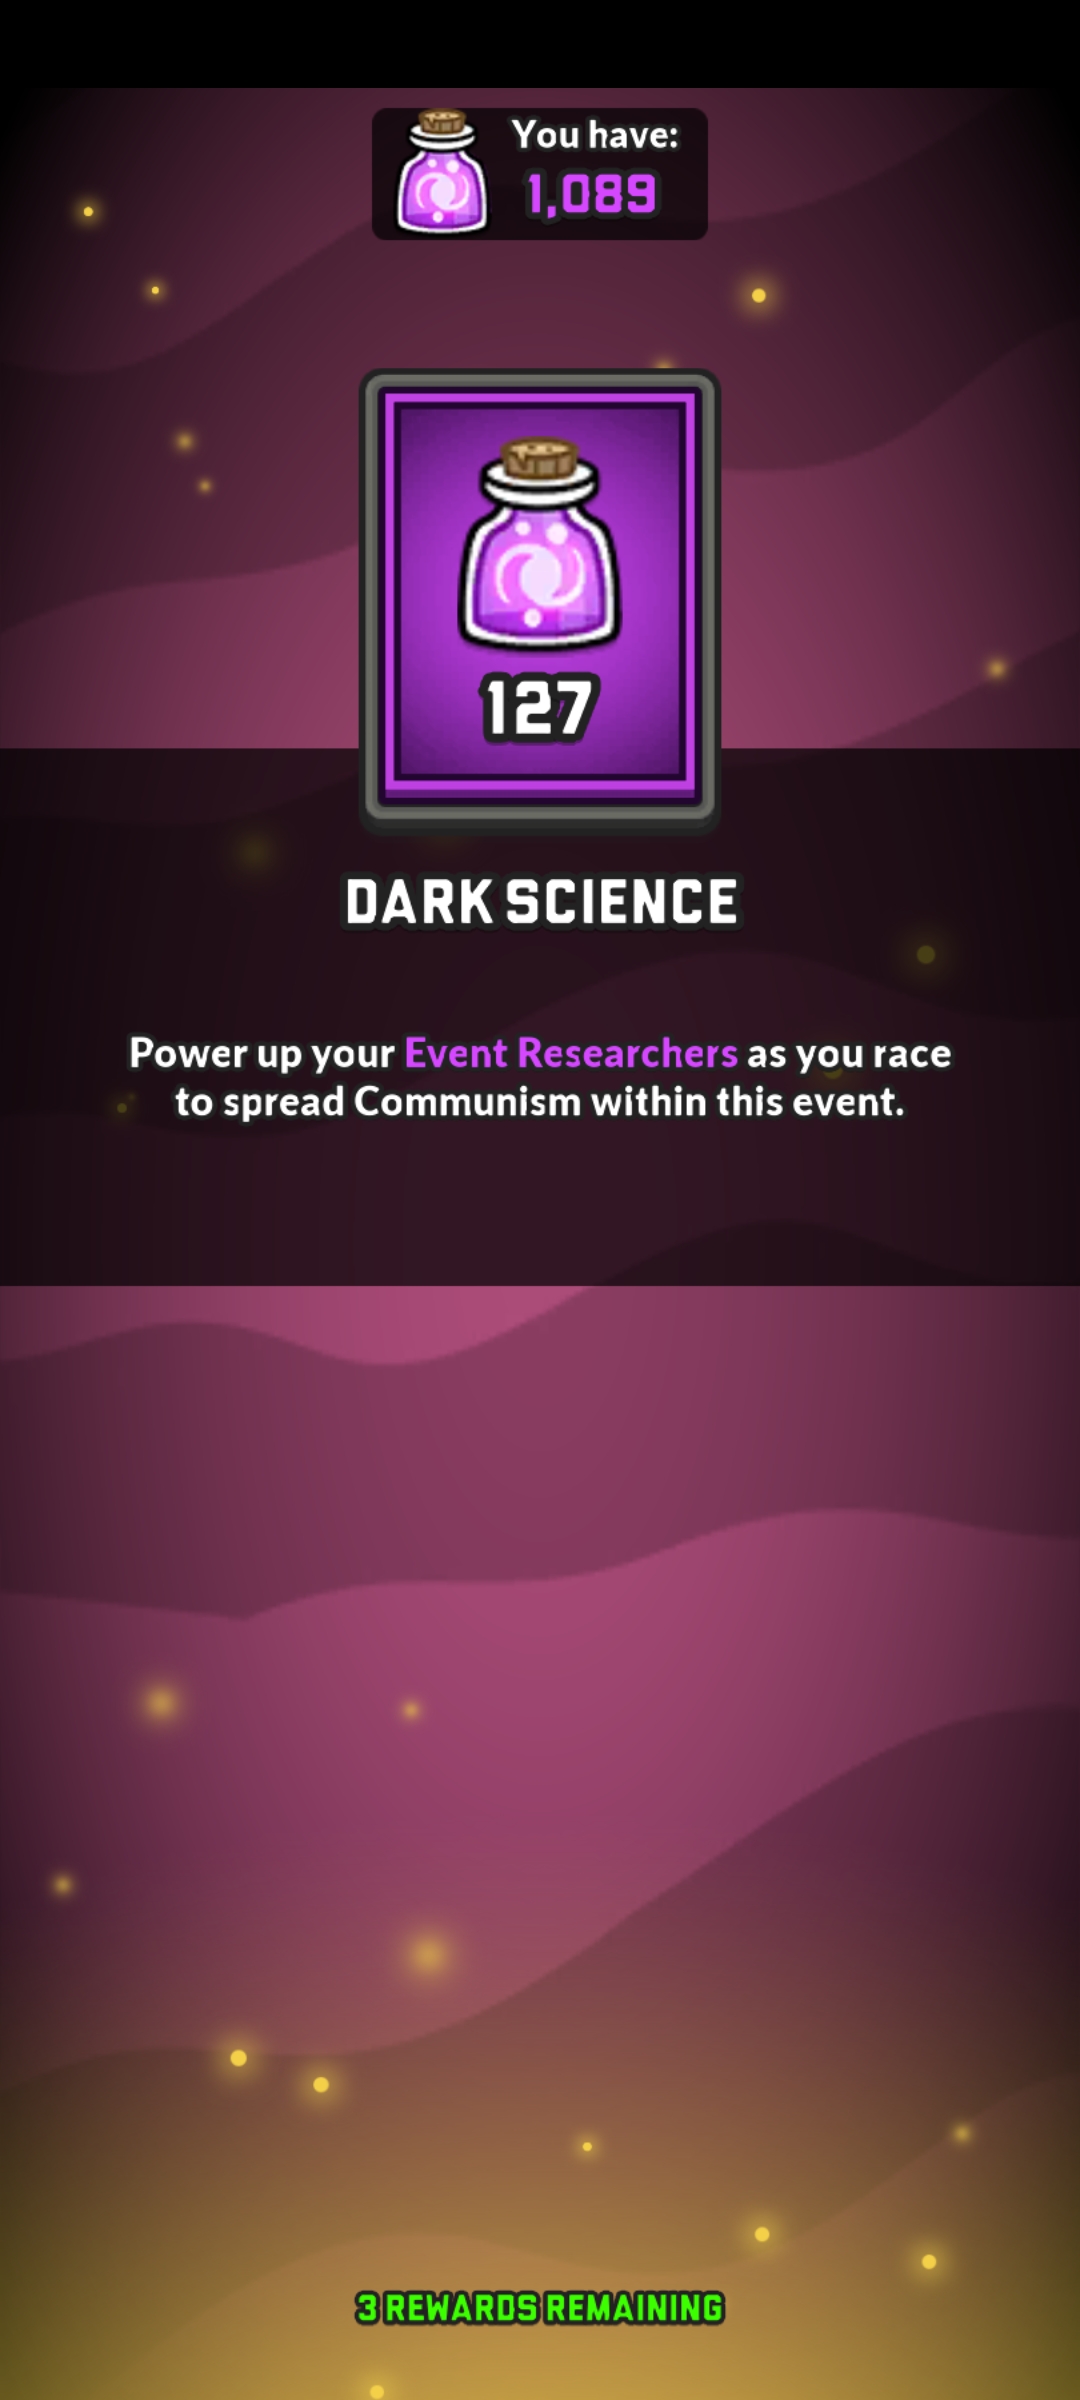 You have:
1,089
127
DARK SCIENCE
Power up your Event Researchers as you race
to spread Communism within this event.
3 REWARDS REMAINING